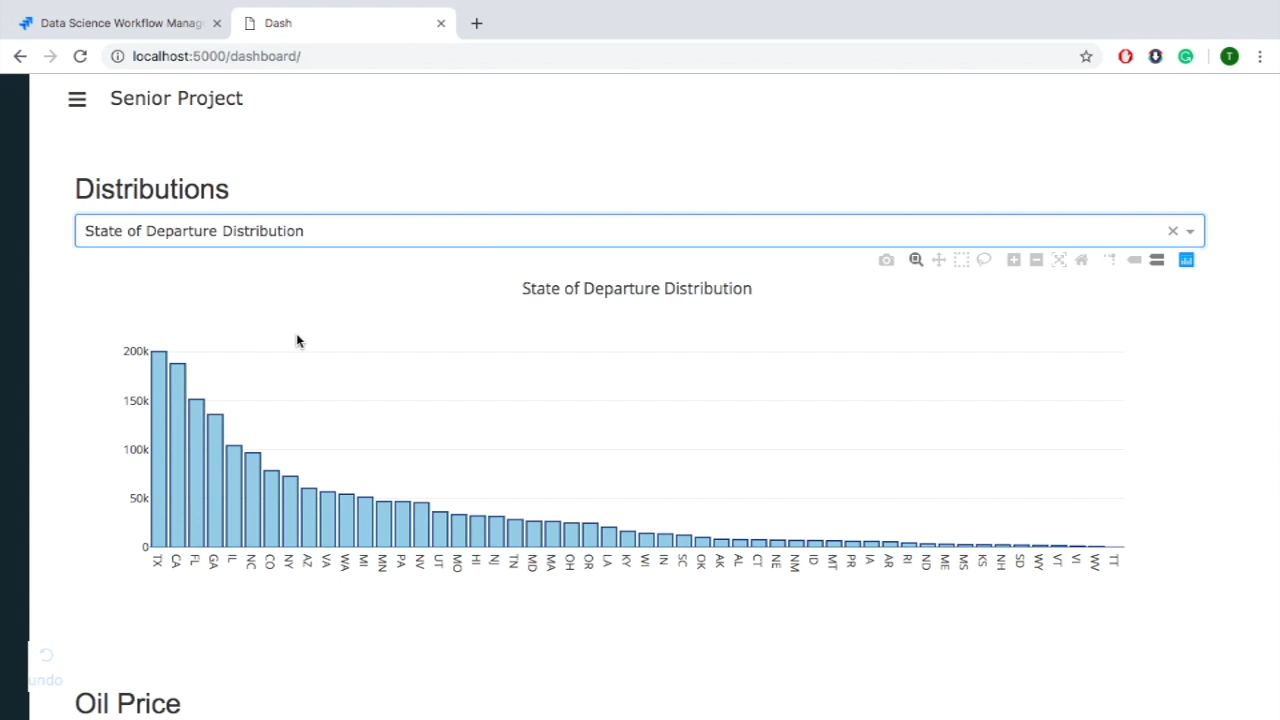 Data Science Workflow Manag
Dash
localhost:5000/dashboard/
T
Senior Project
Distributions
State of Departure Distribution
State of Departure Distribution
200k
150k
100k
50k
0
TX CA FL GA IL NC CO NY AZ VA WA MI MN PA NV UT MO HI NJ TN MD MA OH OR LA KY WI IN SC OK AK AL CT NE NM ID MT PR IA AR RI ND ME MS KS NH SD WY VT VI WV TT
undo
Oil Price